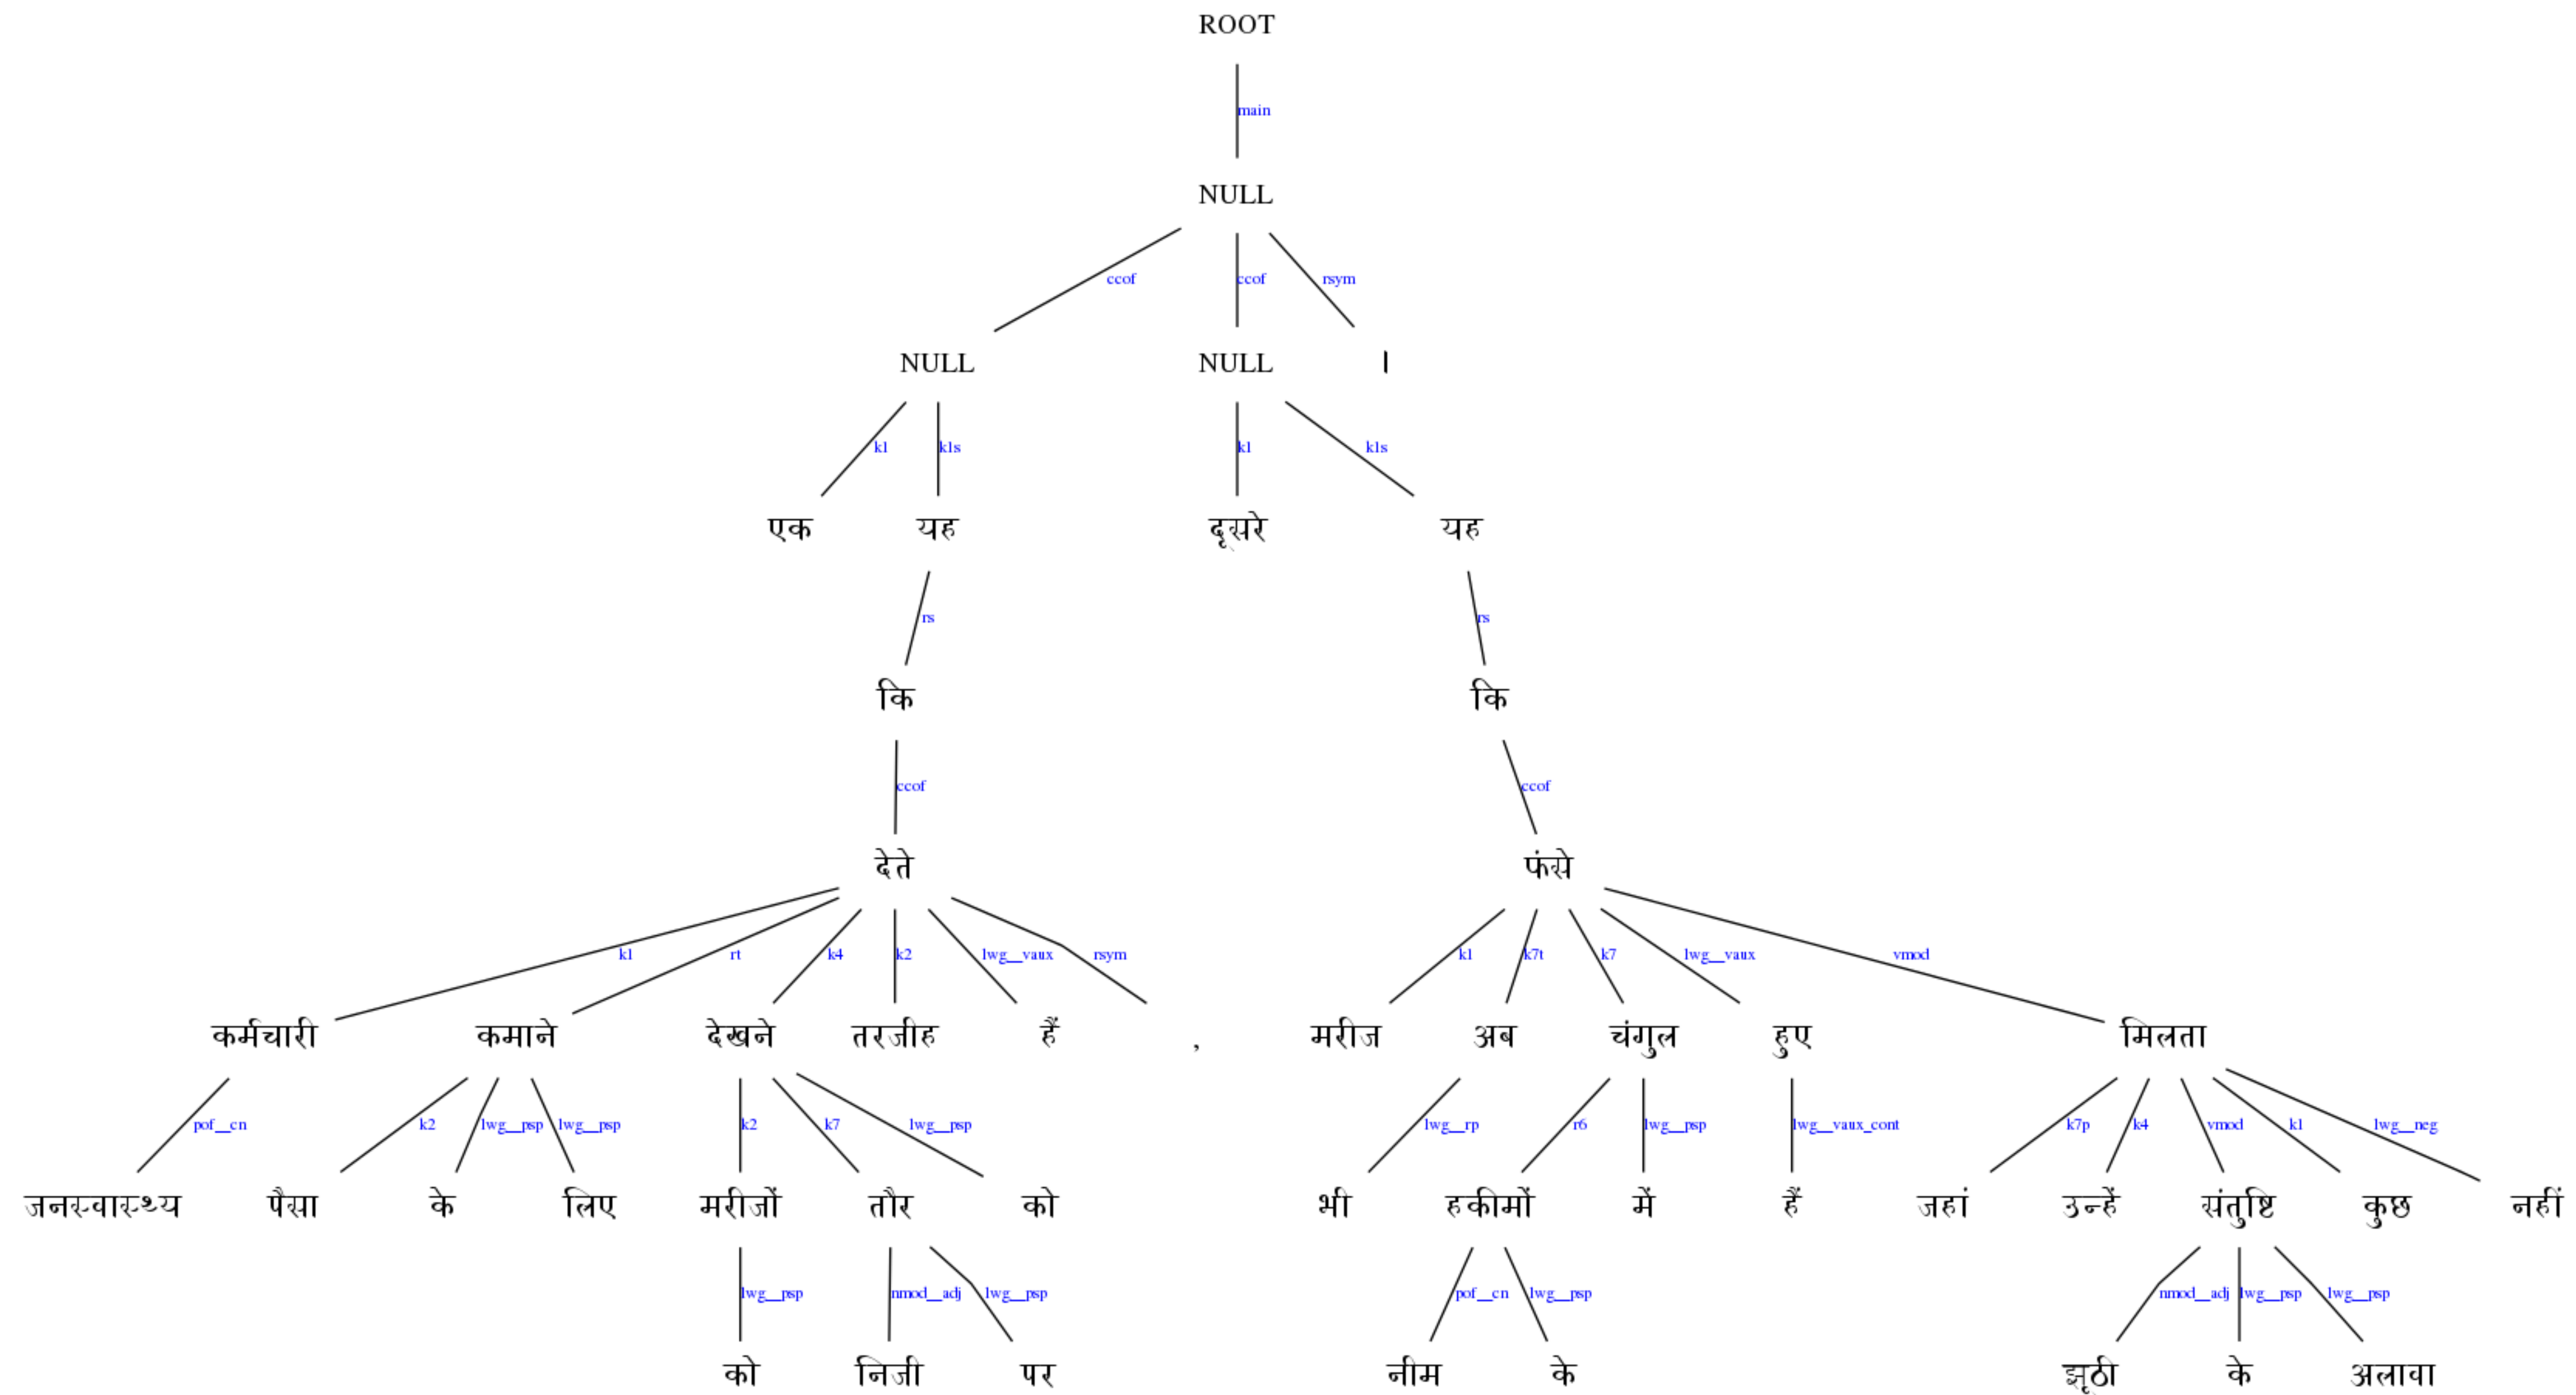 ROOT
main
NULL
ccof ccof rsym
NULL NULL ।
k1 k1s k1 k1s
एक यह दूसरे यह
rs rs
कि कि
ccof ccof
देते फंसे
k1 rt k4 k2 lwg__vaux rsym k1 k7t k7 lwg__vaux vmod
कर्मचारी कमाने देखने तरजीह हैं , मरीज अब चंगुल हुए मिलता
pof__cn k2 lwg__psp lwg__psp k2 k7 lwg__psp lwg__rp r6 lwg__psp lwg__vaux_cont k7p k4 vmod k1 lwg__neg
जनस्वास्थ्य पैसा के लिए मरीजों तौर को भी हकीमों में हैं जहां उन्हें संतुष्टि कुछ नहीं
lwg__psp nmod__adj lwg__psp pof__cn lwg__psp nmod__adj lwg__psp lwg__psp
को निजी पर नीम के झूठी के अलावा